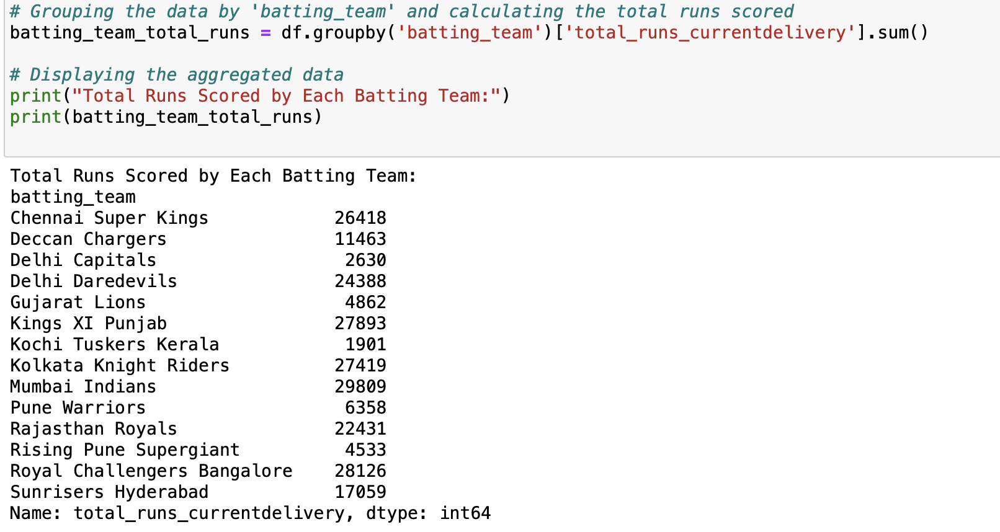 # Grouping the data by 'batting_team' and calculating the total runs scored
batting_team_total_runs = df.groupby('batting_team')['total_runs_currentdelivery'].sum()
# Displaying the aggregated data
print("Total Runs Scored by Each Batting Team:")
print(batting_team_total_runs)
Total Runs Scored by Each Batting Team:
batting_team
Chennai Super Kings            26418
Deccan Chargers                11463
Delhi Capitals                  2630
Delhi Daredevils               24388
Gujarat Lions                   4862
Kings XI Punjab                27893
Kochi Tuskers Kerala            1901
Kolkata Knight Riders          27419
Mumbai Indians                 29809
Pune Warriors                   6358
Rajasthan Royals               22431
Rising Pune Supergiant          4533
Royal Challengers Bangalore    28126
Sunrisers Hyderabad            17059
Name: total_runs_currentdelivery, dtype: int64